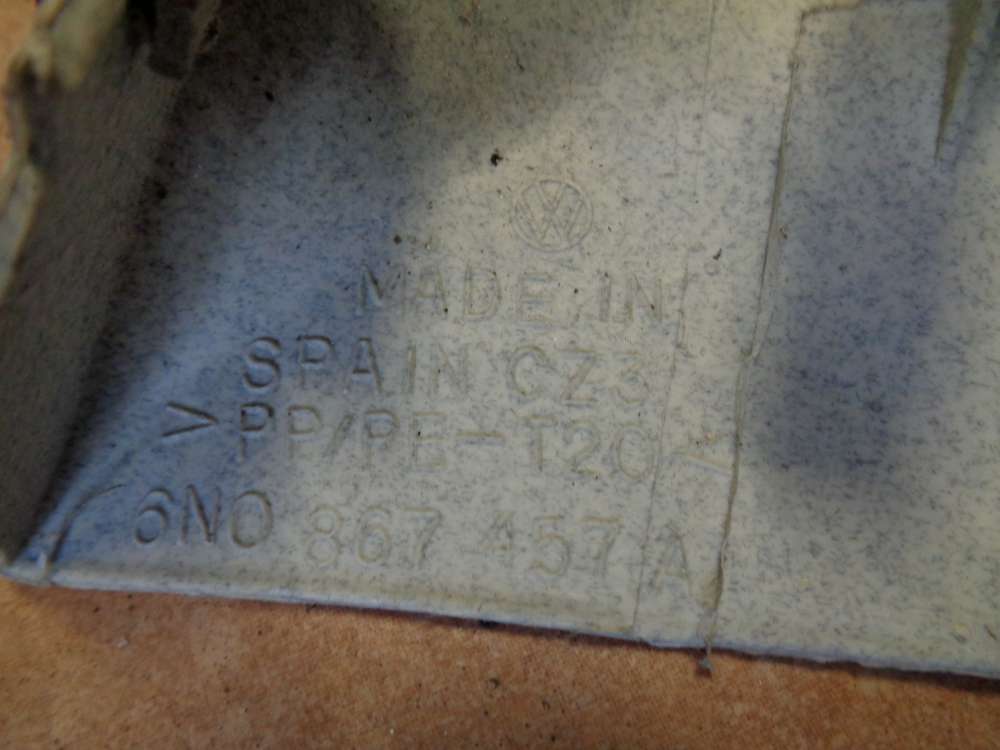 MADE IN
SPAIN CZ3
>PP/PE-T20<
6N0 867 457 A